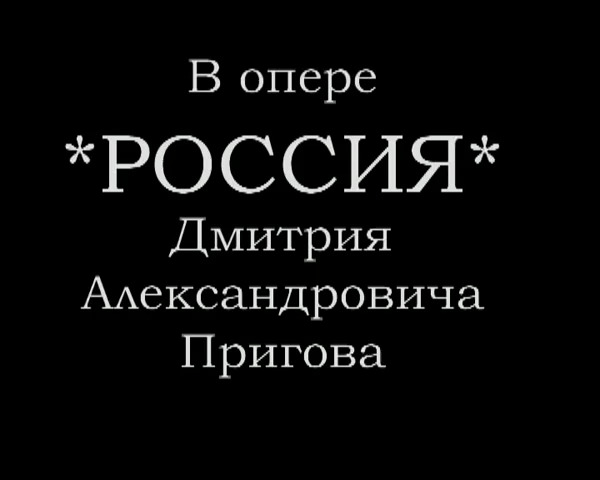 В опере
*РОССИЯ*
Дмитрия
Александровича
Пригова